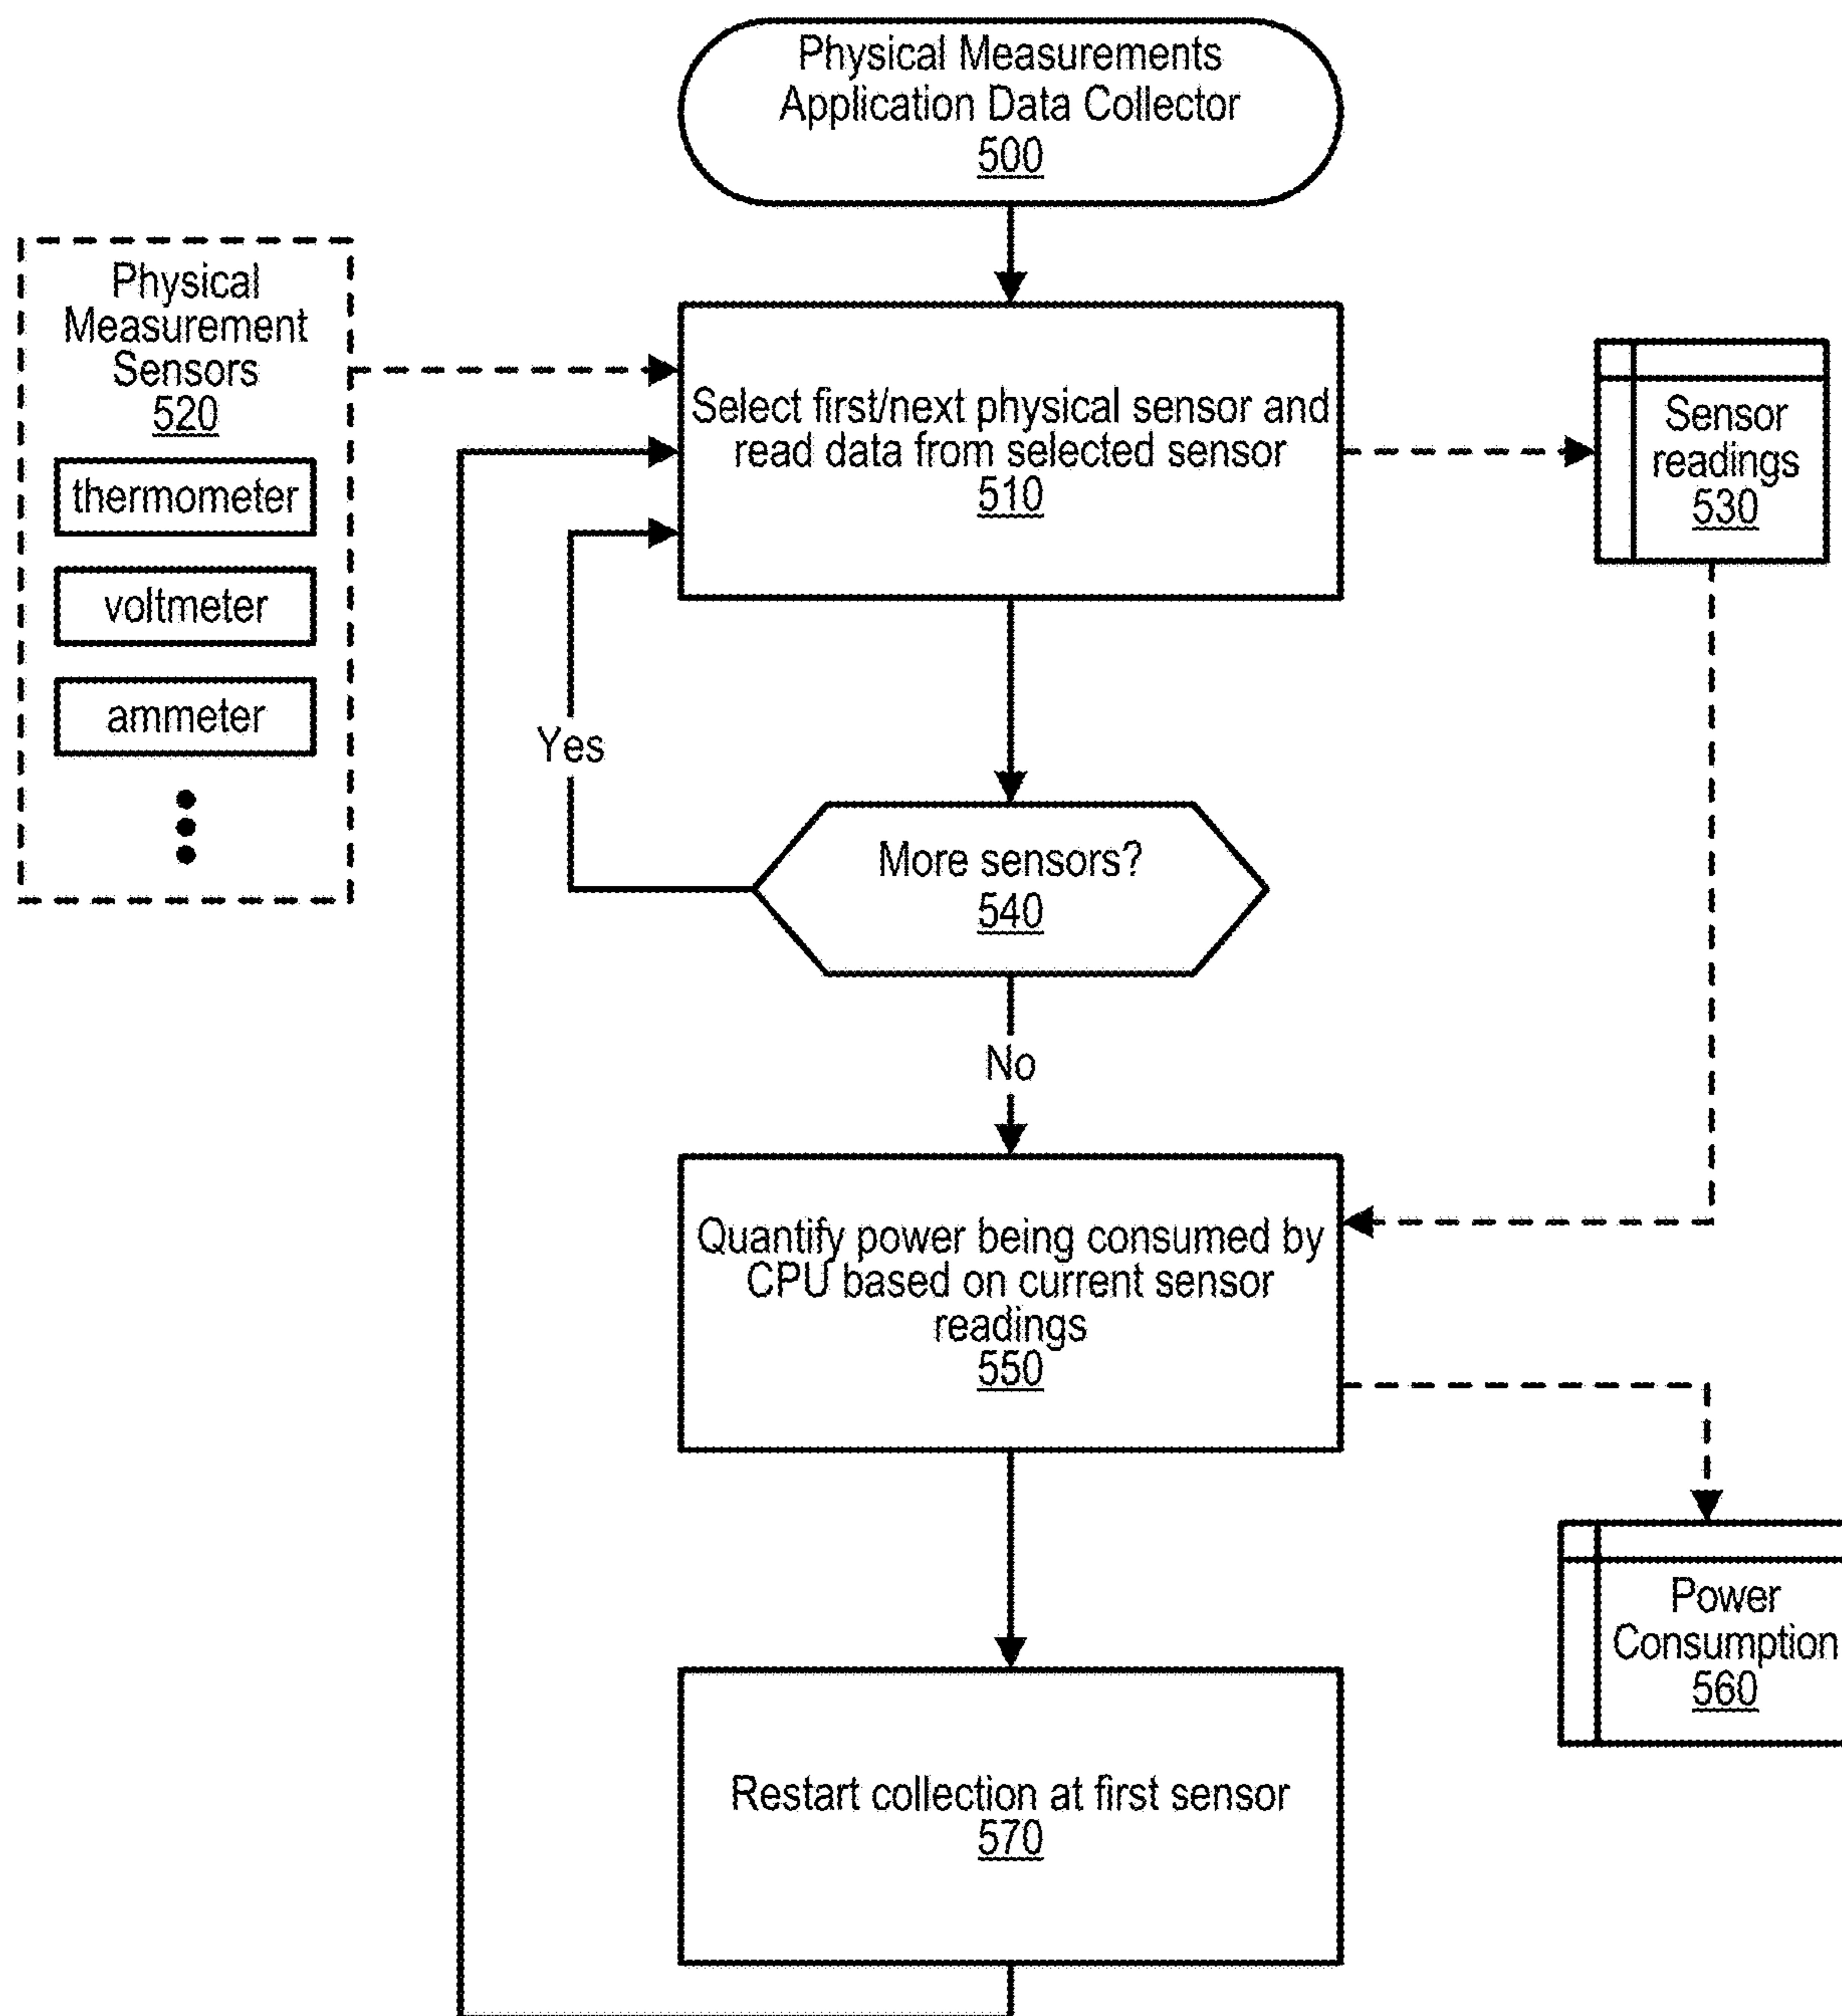 Physical Measurements
Application Data Collector
500
Physical
Measurement
Sensors
520
thermometer
voltmeter
ammeter
Select first/next physical sensor and
read data from selected sensor
510
Sensor
readings
530
Yes
More sensors?
540
No
Quantify power being consumed by
CPU based on current sensor
readings
550
Power
Consumption
560
Restart collection at first sensor
570